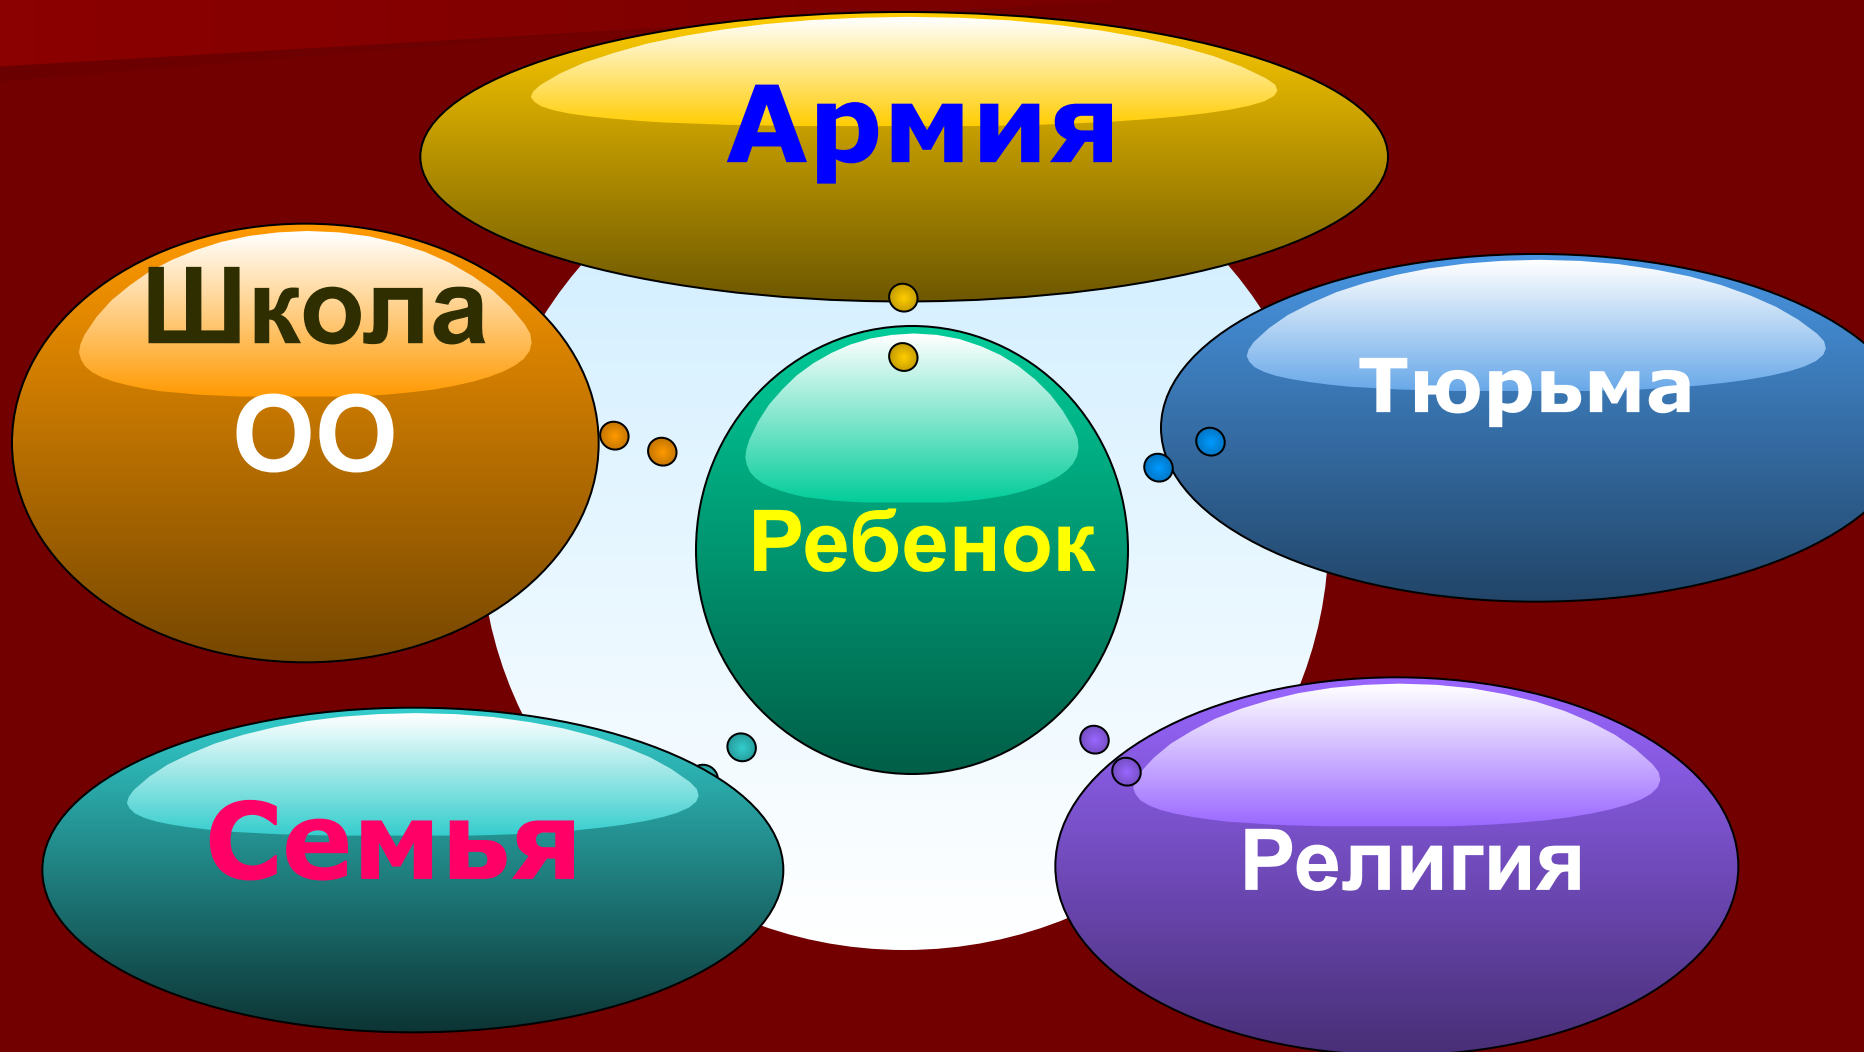 Армия
Школа
ОО
Тюрьма
Ребенок
Семья
Религия